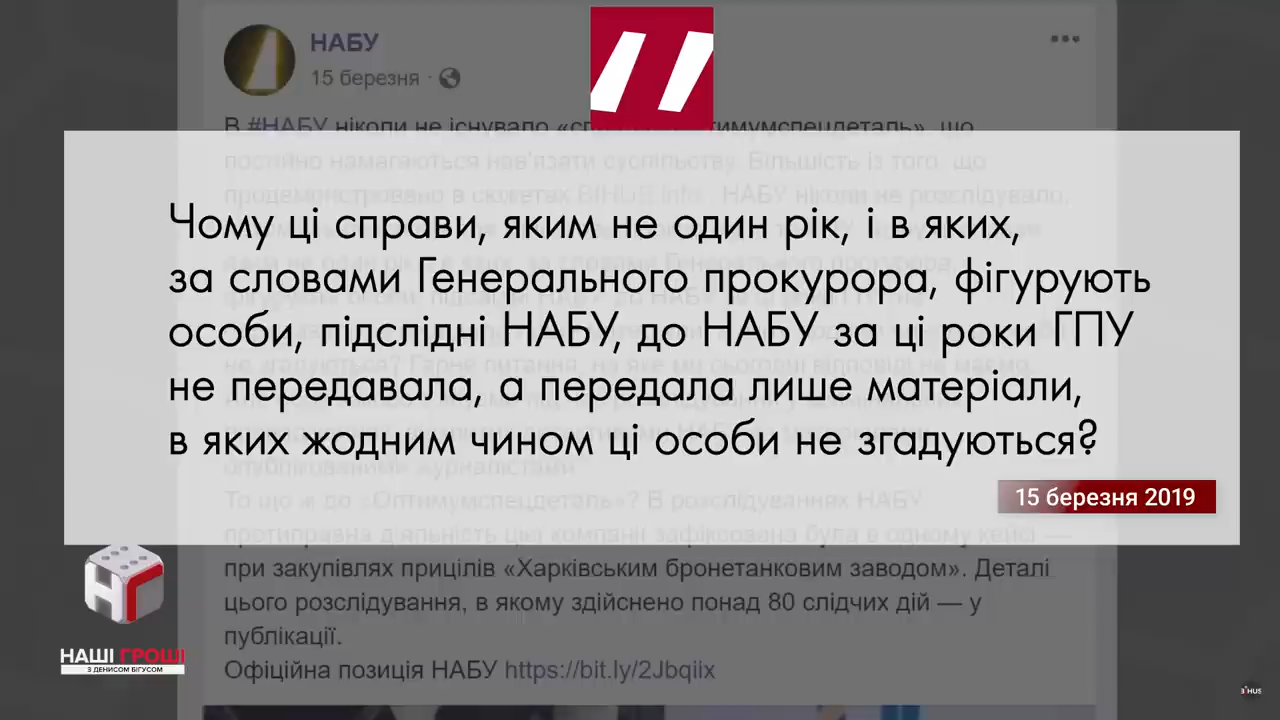 НАБУ
15 березня ·
В #НАБУ ніколи не існувало
що
постійно намагаються нав'язати суспільству. Більшість із того, що
продемонстровано в сюжетах BIHUS info, НАБУ ніколи не розслідувало,
Чому ці справи, яким не один рік, і в яких,
за словами Генерального прокурора, фігурують
особи, підслідні НАБУ, до НАБУ за ці роки ГПУ
не передавала, а передала лише матеріали,
в яких жодним чином ці особи не згадуються?
15 березня 2019
То що ж до «Оптимумспецдеталь»? В розслідуваннях НАБУ
протиправна діяльність цієї компанії зафіксована була в одному кейсі —
при закупівлях прицілів «Харківським бронетанковим заводом». Деталі
цього розслідування, в якому здійснено понад 80 слідчих дій — у
публікації.
Офіційна позиція НАБУ https://bit.ly/2Jbqiix
НГ
НАШІ ГРОШІ
З ДЕНИСОМ БІГУСОМ
BIHUS